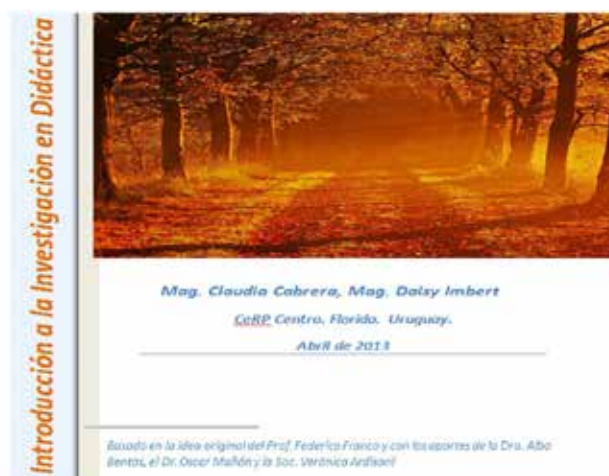 Introducción a la Investigación en Didáctica
Mag. Claudia Cabrera, Mag. Daisy Imbert
CeRP Centro, Florida. Uruguay.
Abril de 2013
Basado en la idea original del Prof. Federico Franco y con los aportes de la Dra. Alba
Bentos, el Dr. Oscar Mallón y la Soc. Verónica